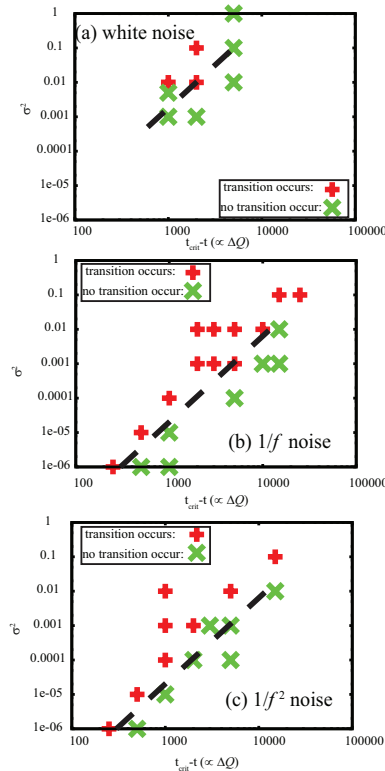 1
(a) white noise
0.1
0.01
σ²
0.001
0.0001
1e-05
transition occurs:
no transition occur:
1e-06
100 1000 10000 100000
t_crit-t (∝ ΔQ)
1
transition occurs:
no transition occur:
0.1
0.01
0.001
σ²
0.0001
1e-05
(b) 1/f noise
1e-06
100 1000 10000 100000
t_crit-t (∝ ΔQ)
1
transition occurs:
no transition occur:
0.1
0.01
σ²
0.001
0.0001
1e-05
(c) 1/f² noise
1e-06
100 1000 10000 100000
t_crit-t (∝ ΔQ)